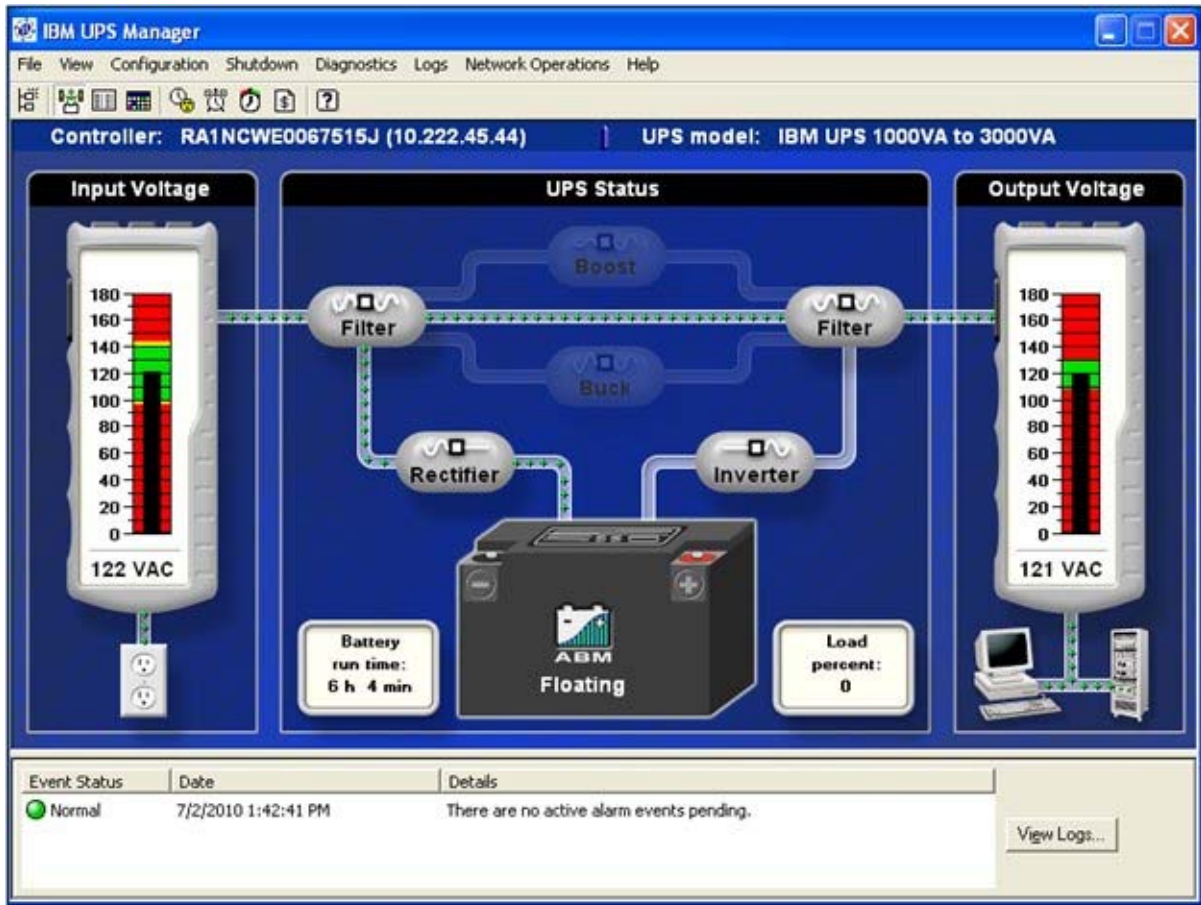 IBM UPS Manager
File View Configuration Shutdown Diagnostics Logs Network Operations Help
Controller: RA1NCWE0067515J (10.222.45.44) UPS model: IBM UPS 1000VA to 3000VA
Input Voltage
180
160
140
120
100
80
60
40
20
0
122 VAC
UPS Status
Boost
Filter
Filter
Buck
Rectifier
Inverter
Battery
run time:
6 h 4 min
ABM
Floating
Load
percent:
0
Output Voltage
180
160
140
120
100
80
60
40
20
0
121 VAC
Event Status Date Details
Normal 7/2/2010 1:42:41 PM There are no active alarm events pending.
View Logs...